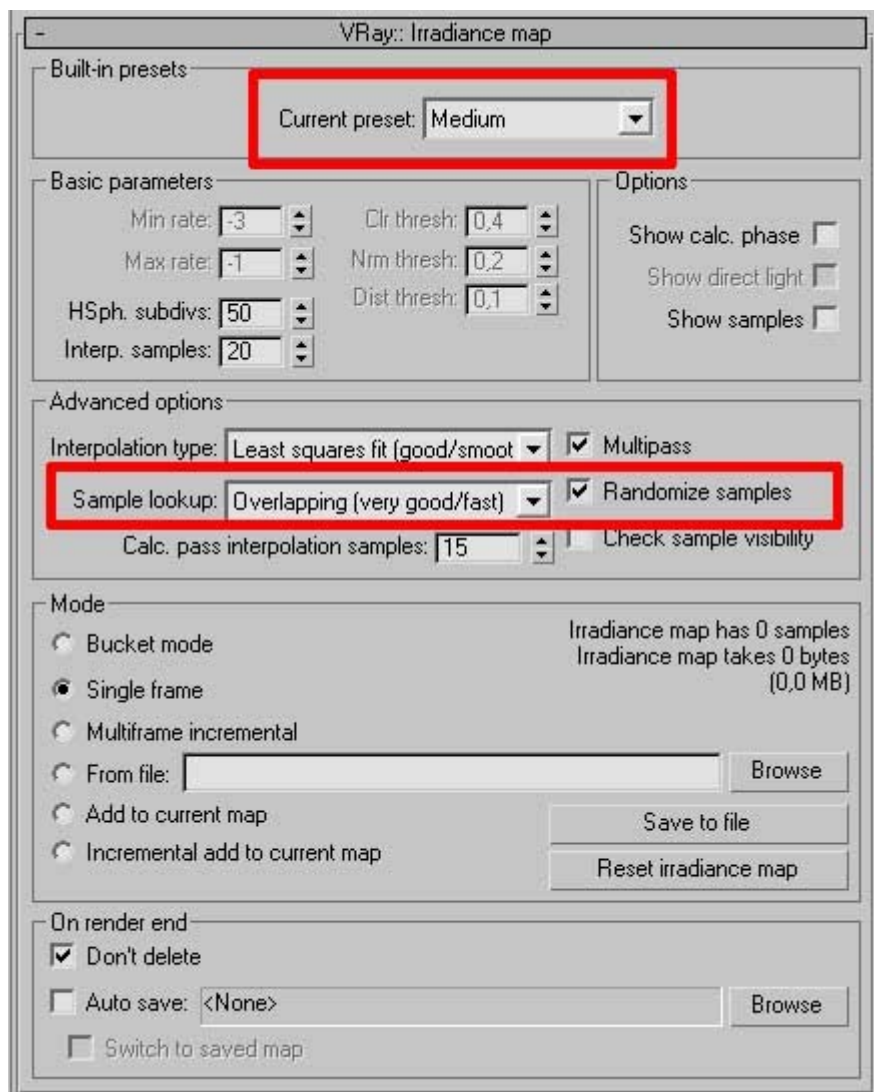 - VRay:: Irradiance map
Built-in presets
Current preset: Medium
Basic parameters
Min rate: -3
Clr thresh: 0,4
Max rate: -1
Nrm thresh: 0,2
HSph. subdivs: 50
Dist thresh: 0,1
Interp. samples: 20
Options
Show calc. phase
Show direct light
Show samples
Advanced options
Interpolation type: Least squares fit (good/smoot
Multipass
Sample lookup: Overlapping (very good/fast)
Randomize samples
Calc. pass interpolation samples: 15
Check sample visibility
Mode
Bucket mode
Single frame
Multiframe incremental
From file:
Browse
Add to current map
Incremental add to current map
Irradiance map has 0 samples
Irradiance map takes 0 bytes
(0,0 MB)
Save to file
Reset irradiance map
On render end
Don't delete
Auto save: <None>
Browse
Switch to saved map